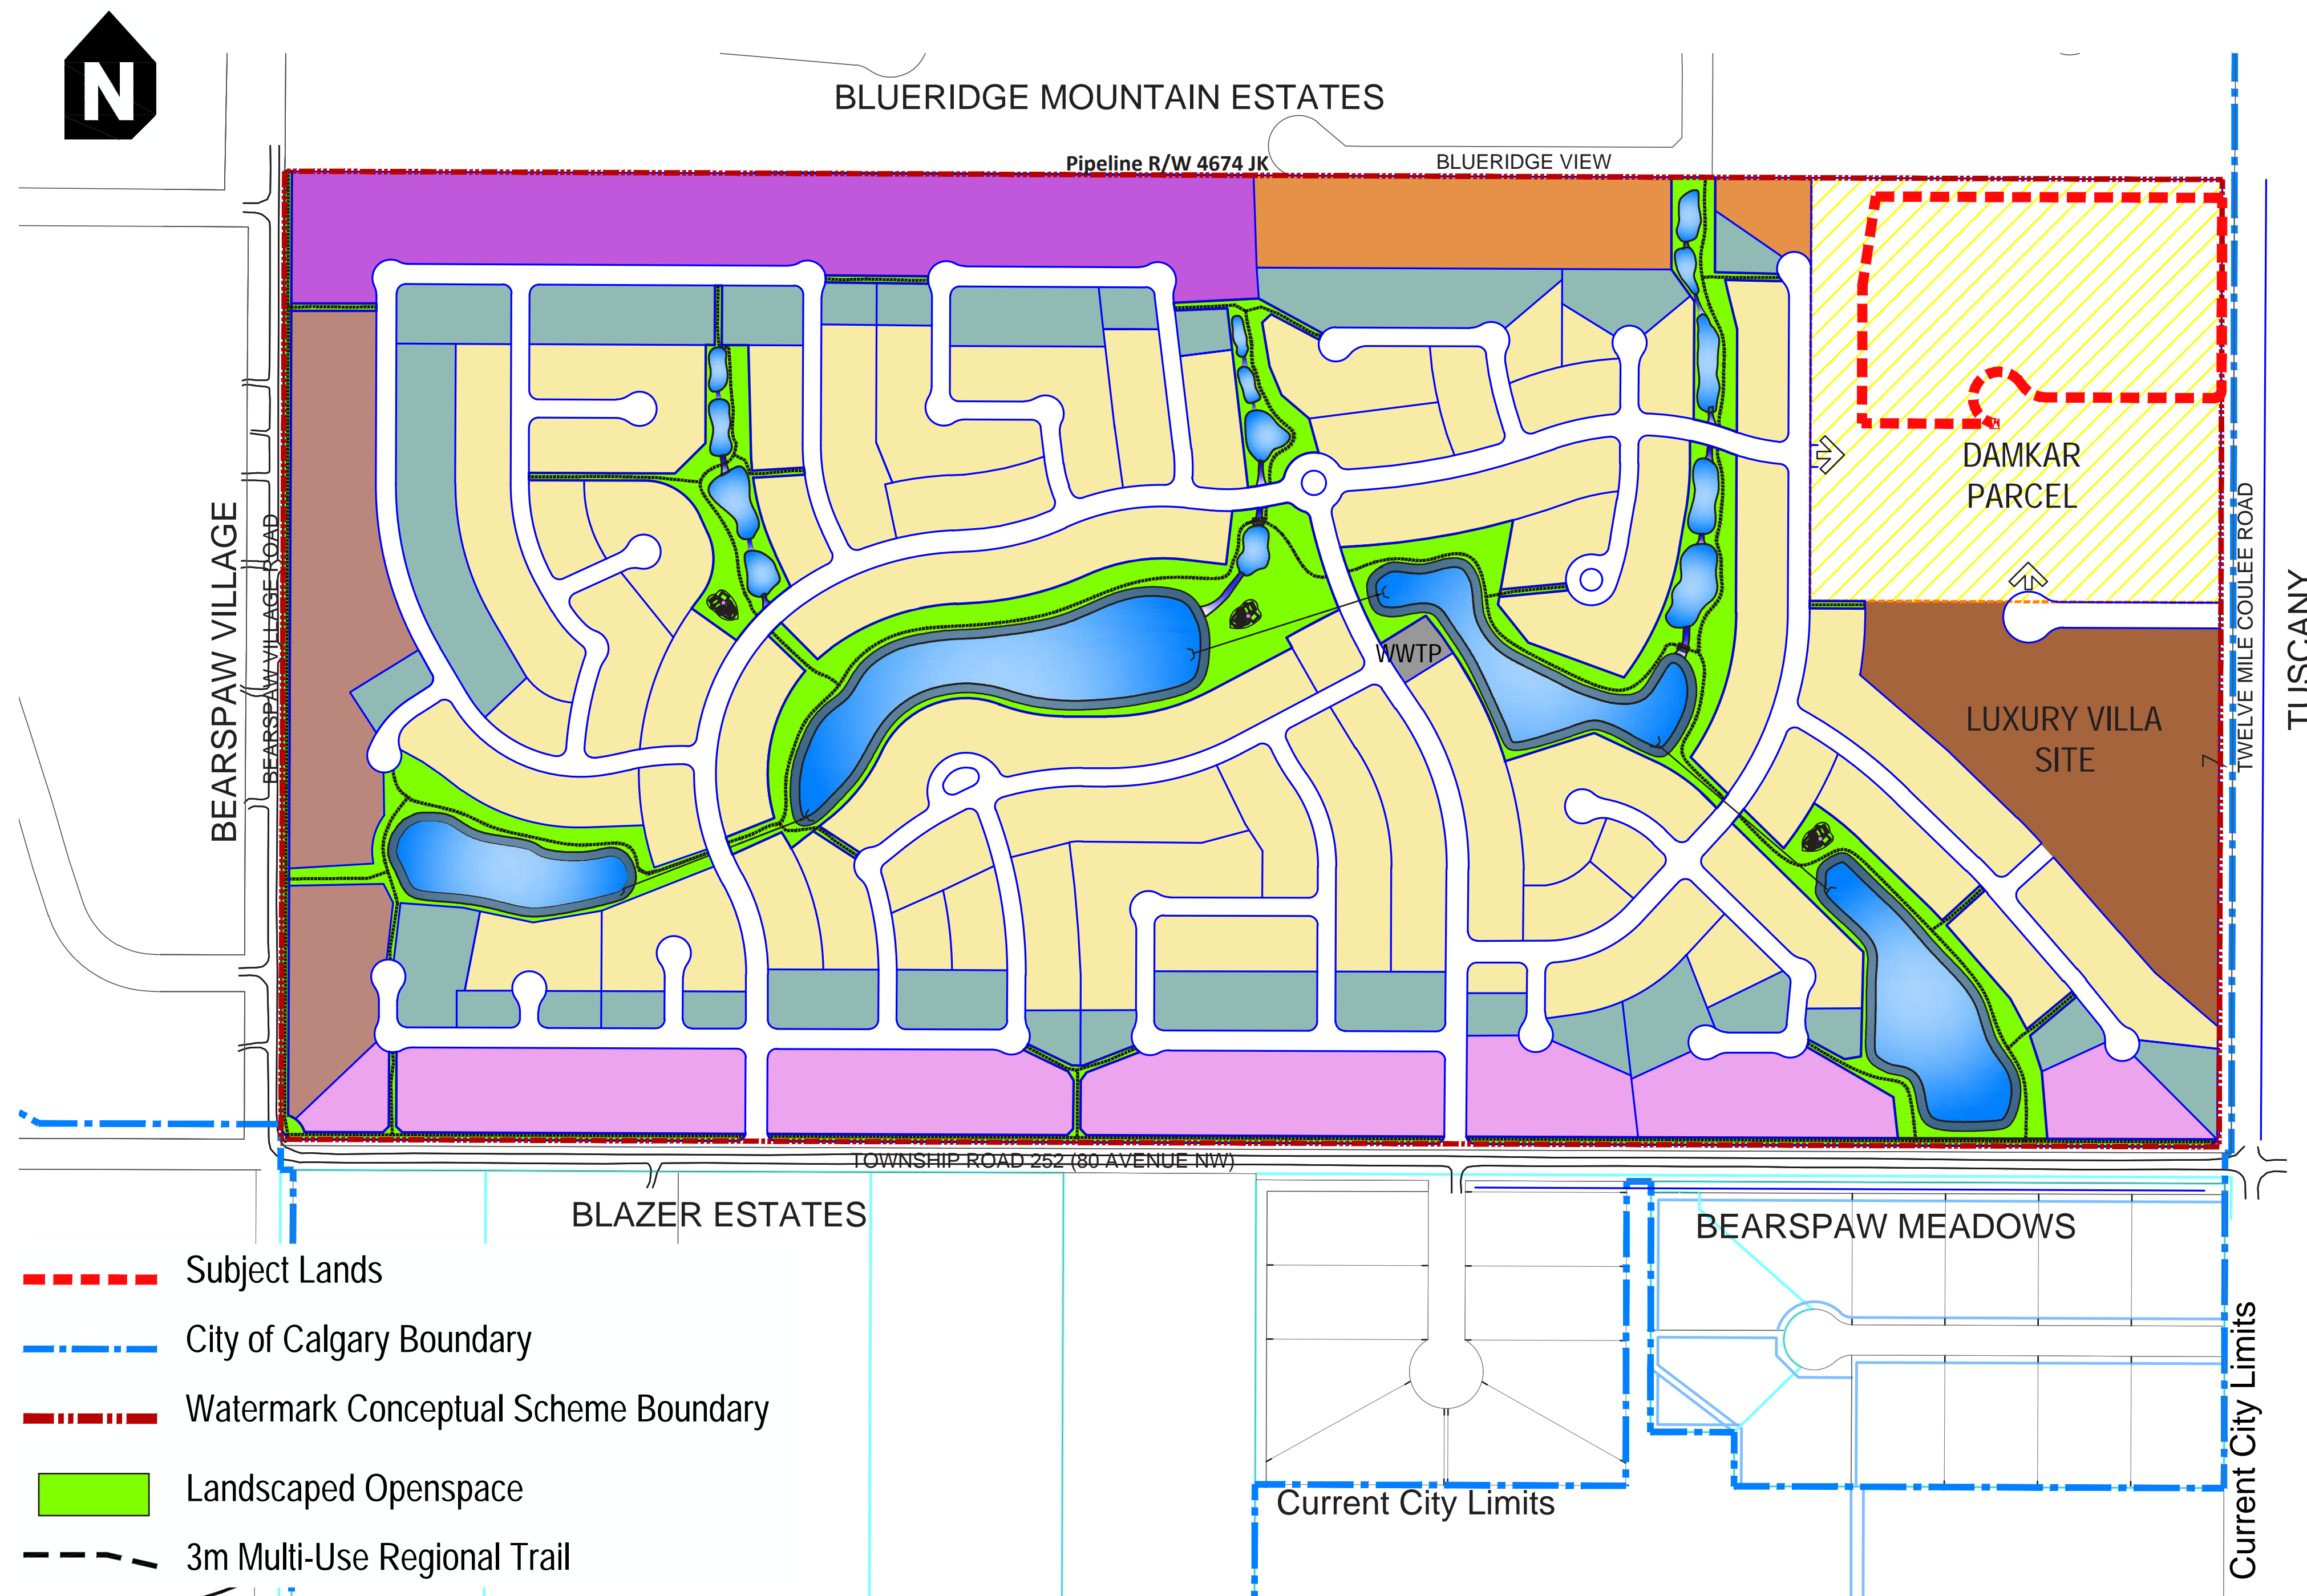 N
BLUERIDGE MOUNTAIN ESTATES
Pipeline R/W 4674 JK
BLUERIDGE VIEW
BEARSPAW VILLAGE
BEARSPAW VILLAGE ROAD
DAMKAR
PARCEL
TWELVE MILE COULEE ROAD
TUSCANY
WWTP
LUXURY VILLA
SITE
7
TOWNSHIP ROAD 252 (80 AVENUE NW)
BLAZER ESTATES
BEARSPAW MEADOWS
Subject Lands
City of Calgary Boundary
Watermark Conceptual Scheme Boundary
Landscaped Openspace
3m Multi-Use Regional Trail
Current City Limits
Current City Limits